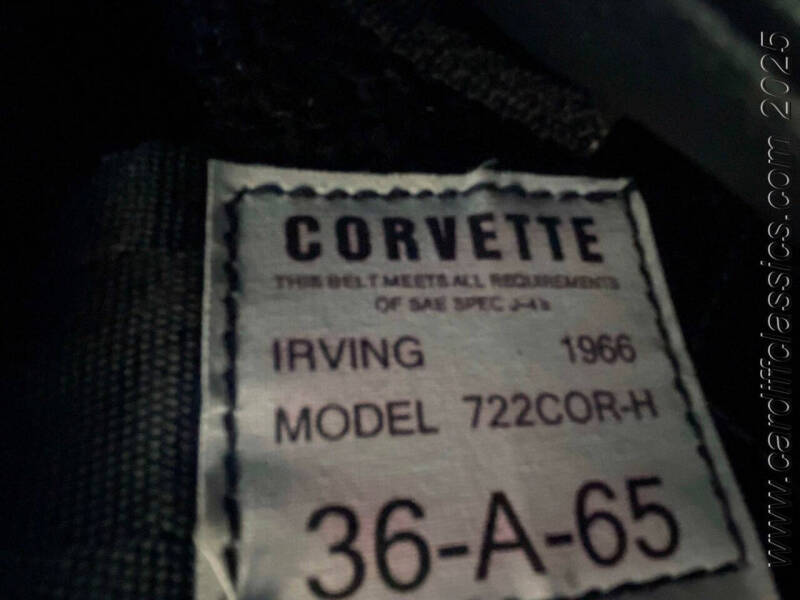 CORVETTE
THIS BELT MEETS ALL REQUIREMENTS
OF SAE SPEC J-4b
IRVING 1966
MODEL 722COR-H
36-A-65
www.cardiffclassics.com 2025